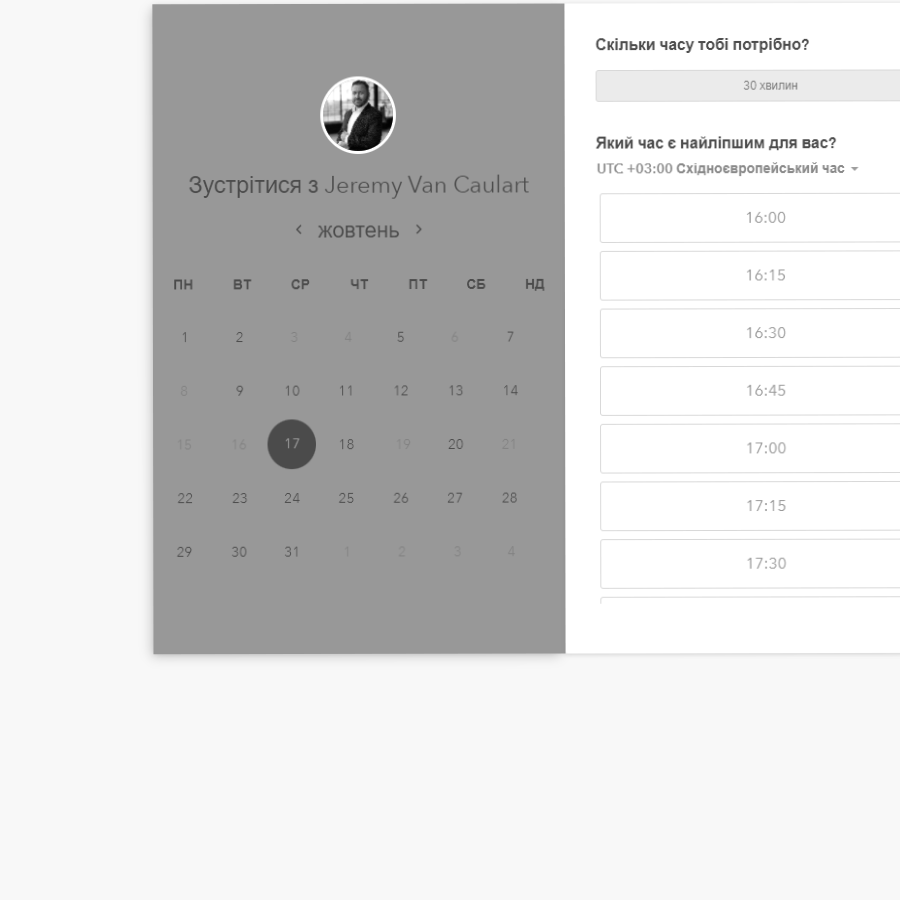 Зустрітися з Jeremy Van Caulart
жовтень
ПН ВТ СР ЧТ ПТ СБ НД
1 2 3 4 5 6 7
8 9 10 11 12 13 14
15 16 17 18 19 20 21
22 23 24 25 26 27 28
29 30 31 1 2 3 4
Скільки часу тобі потрібно?
30 хвилин
Який час є найліпшим для вас?
UTC +03:00 Східноєвропейський час
16:00
16:15
16:30
16:45
17:00
17:15
17:30